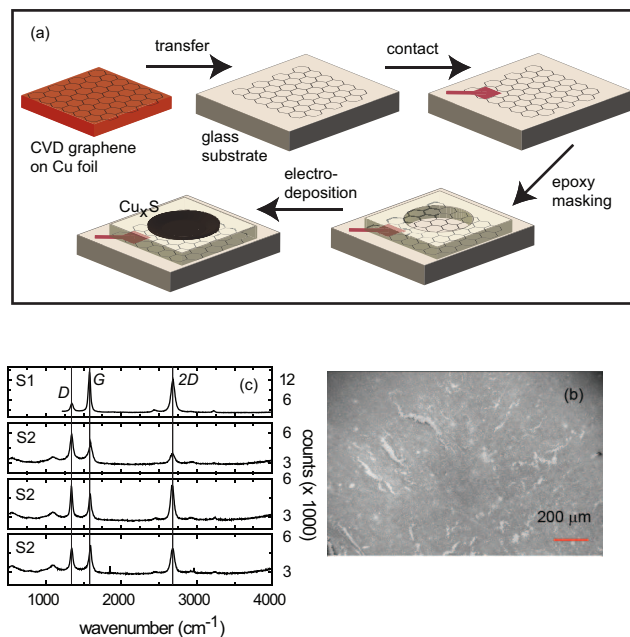 (a)
transfer
contact
CVD graphene
on Cu foil
glass
substrate
electro-
deposition
epoxy
masking
CuxS
S1
D
G
2D
(c)
12
6
S2
6
3
S2
6
3
S2
6
3
counts (x 1000)
1000
2000
3000
4000
wavenumber (cm⁻¹)
(b)
200 μm